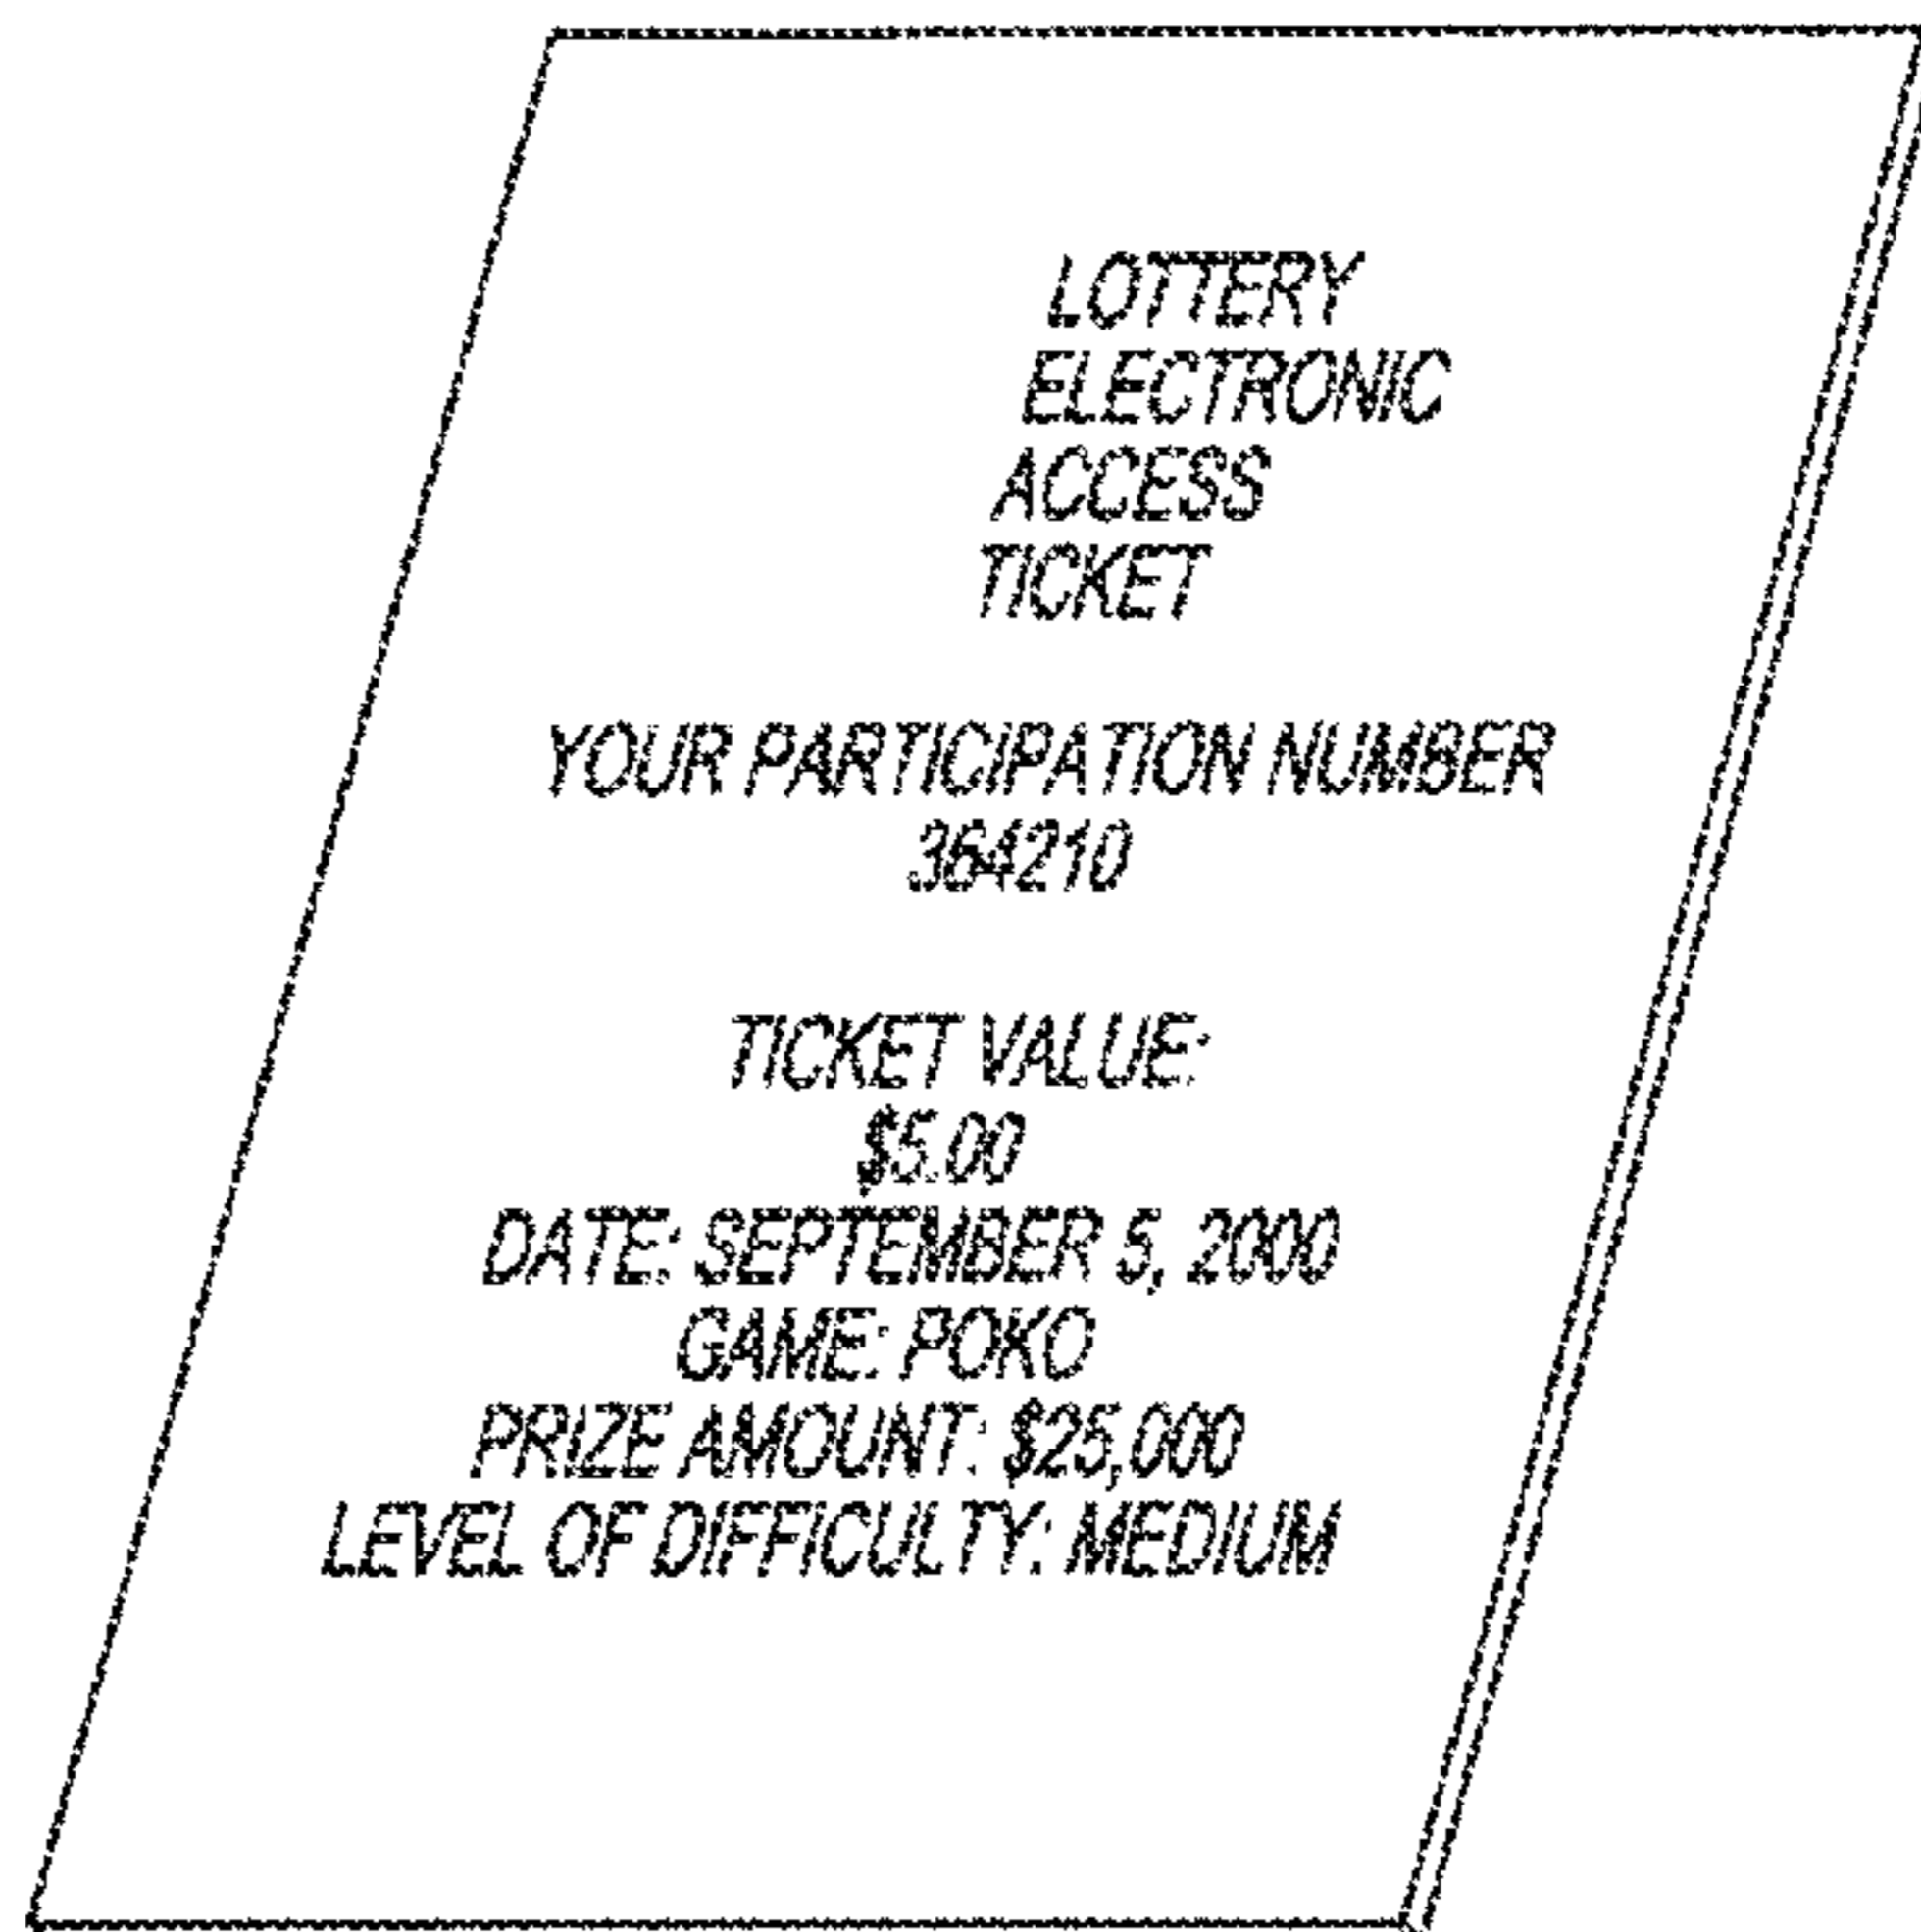 LOTTERY
ELECTRONIC
ACCESS
TICKET
YOUR PARTICIPATION NUMBER
364210
TICKET VALUE:
$5.00
DATE: SEPTEMBER 5, 2000
GAME: POKO
PRIZE AMOUNT: $25,000
LEVEL OF DIFFICULTY: MEDIUM